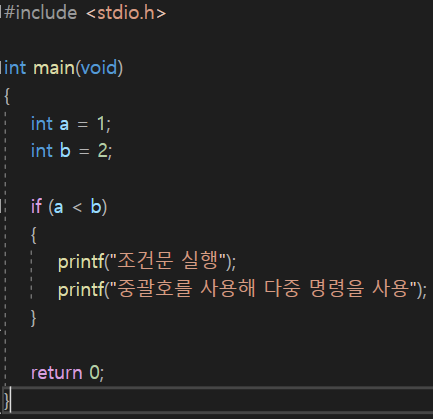 #include <stdio.h>
int main(void)
{
int a = 1;
int b = 2;
if (a < b)
{
printf("조건문 실행");
printf("중괄호를 사용해 다중 명령을 사용");
}
return 0;
}